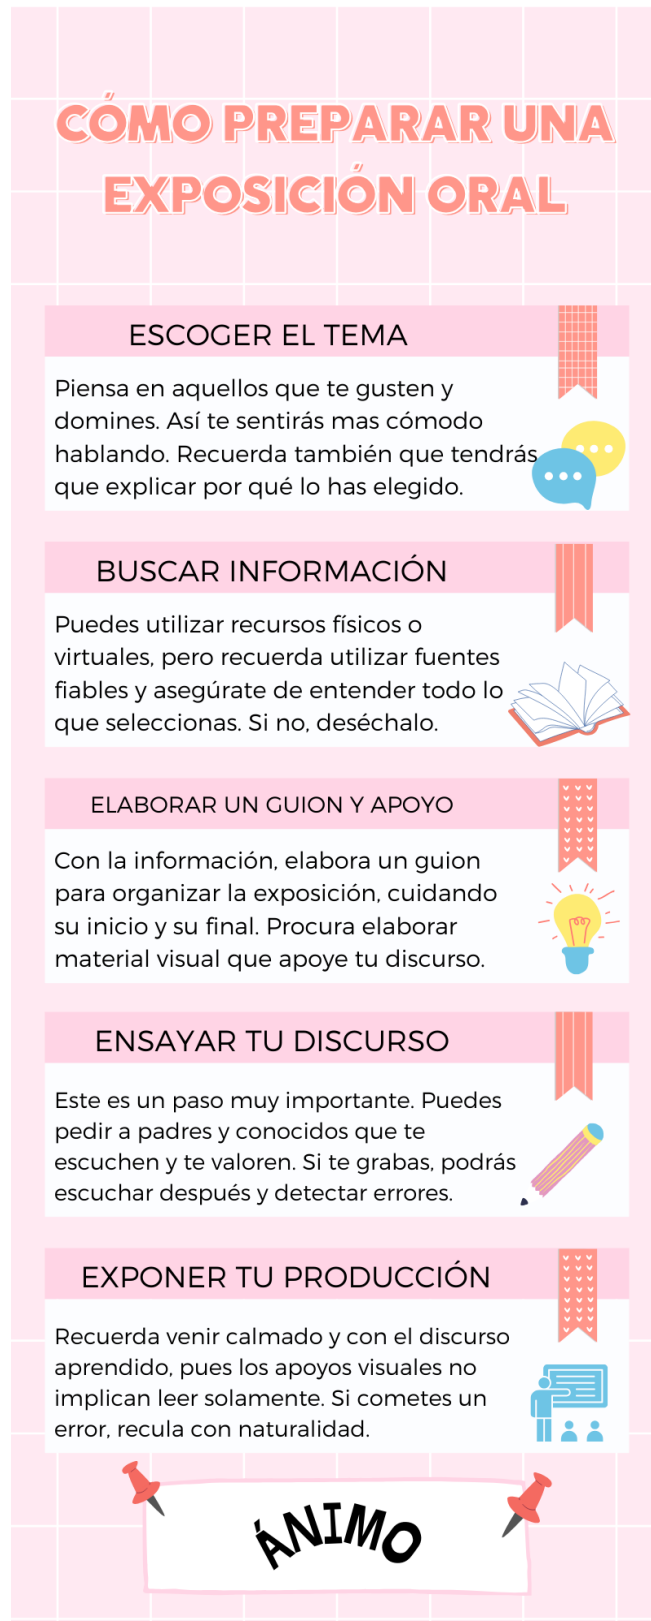 CÓMO PREPARAR UNA
EXPOSICIÓN ORAL
ESCOGER EL TEMA
Piensa en aquellos que te gusten y
domines. Así te sentirás mas cómodo
hablando. Recuerda también que tendrás
que explicar por qué lo has elegido.
BUSCAR INFORMACIÓN
Puedes utilizar recursos físicos o
virtuales, pero recuerda utilizar fuentes
fiables y asegúrate de entender todo lo
que seleccionas. Si no, deséchalo.
ELABORAR UN GUION Y APOYO
Con la información, elabora un guion
para organizar la exposición, cuidando
su inicio y su final. Procura elaborar
material visual que apoye tu discurso.
ENSAYAR TU DISCURSO
Este es un paso muy importante. Puedes
pedir a padres y conocidos que te
escuchen y te valoren. Si te grabas, podrás
escuchar después y detectar errores.
EXPONER TU PRODUCCIÓN
Recuerda venir calmado y con el discurso
aprendido, pues los apoyos visuales no
implican leer solamente. Si cometes un
error, recula con naturalidad.
ÁNIMO